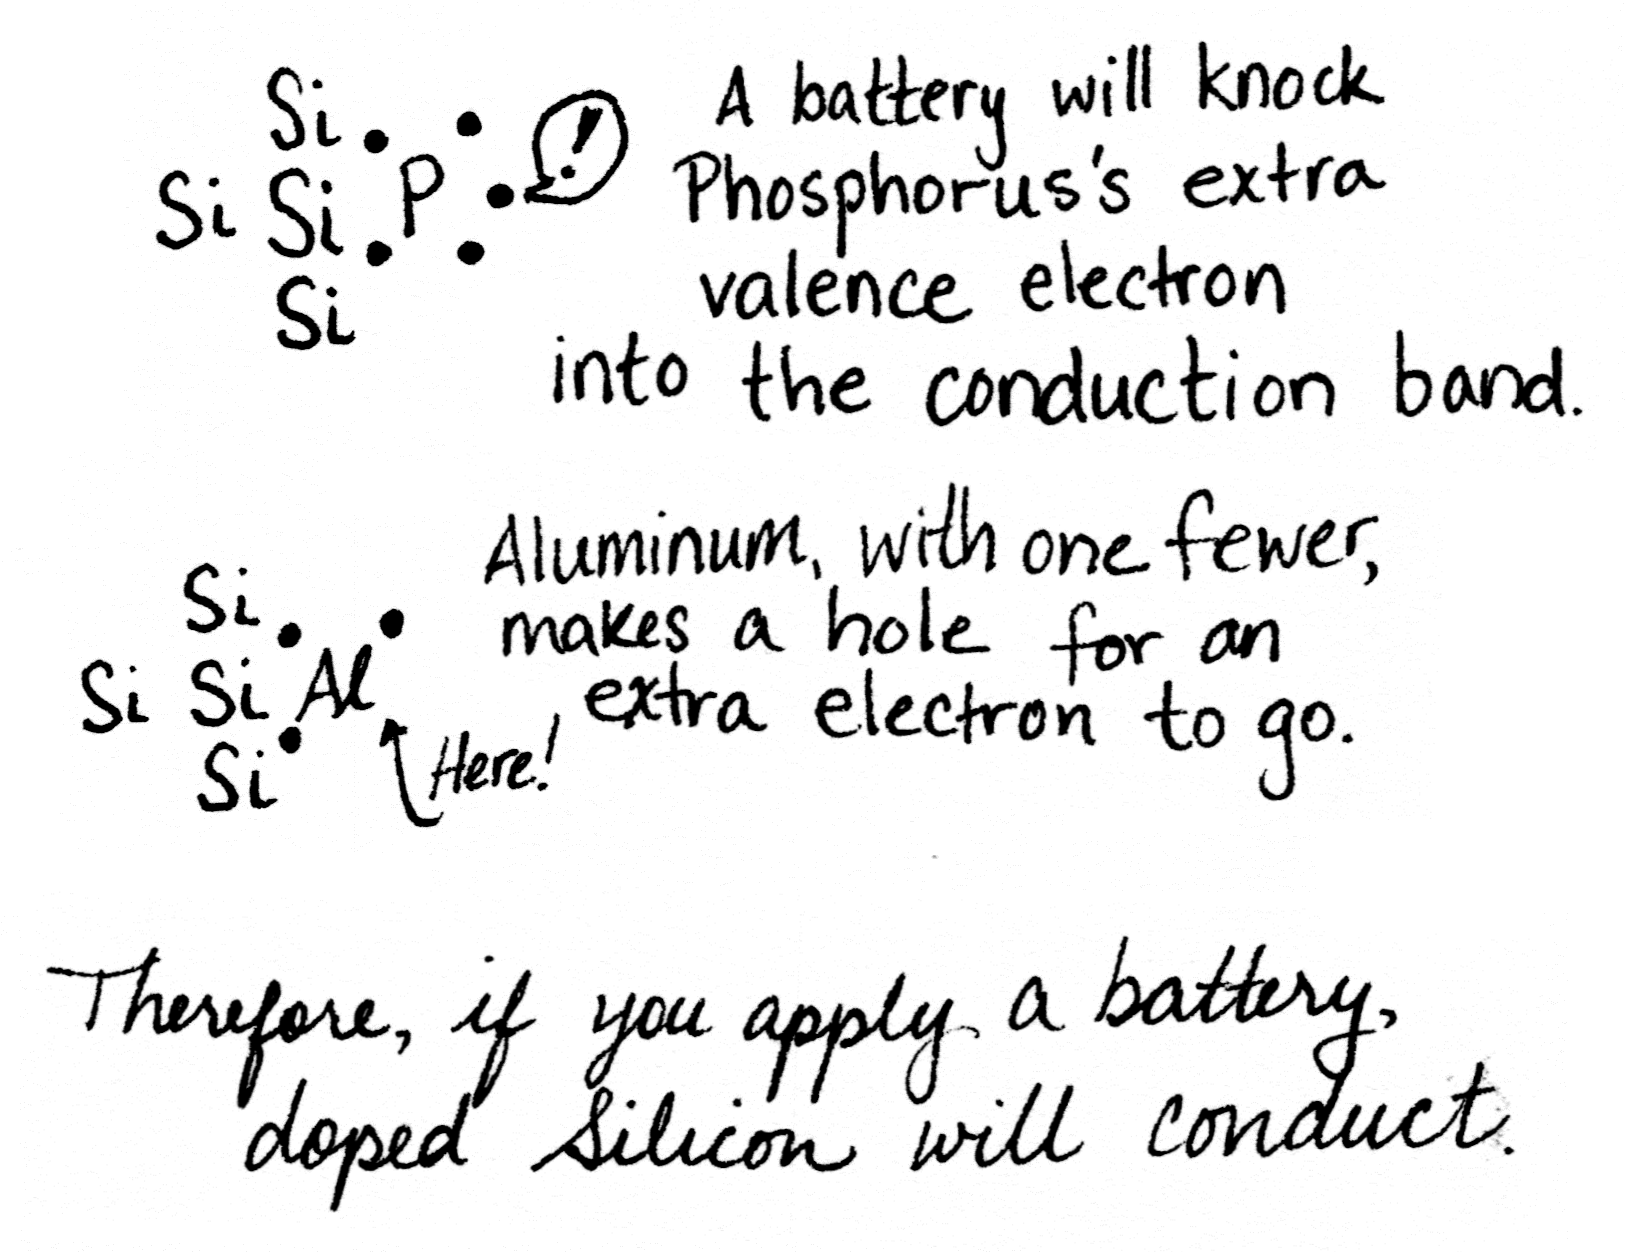 Si
Si Si P !
Si
A battery will knock
Phosphorus's extra
valence electron
into the conduction band.
Si
Si Si Al
Si
Here!
Aluminum, with one fewer,
makes a hole for an
extra electron to go.
Therefore, if you apply a battery,
doped Silicon will conduct.